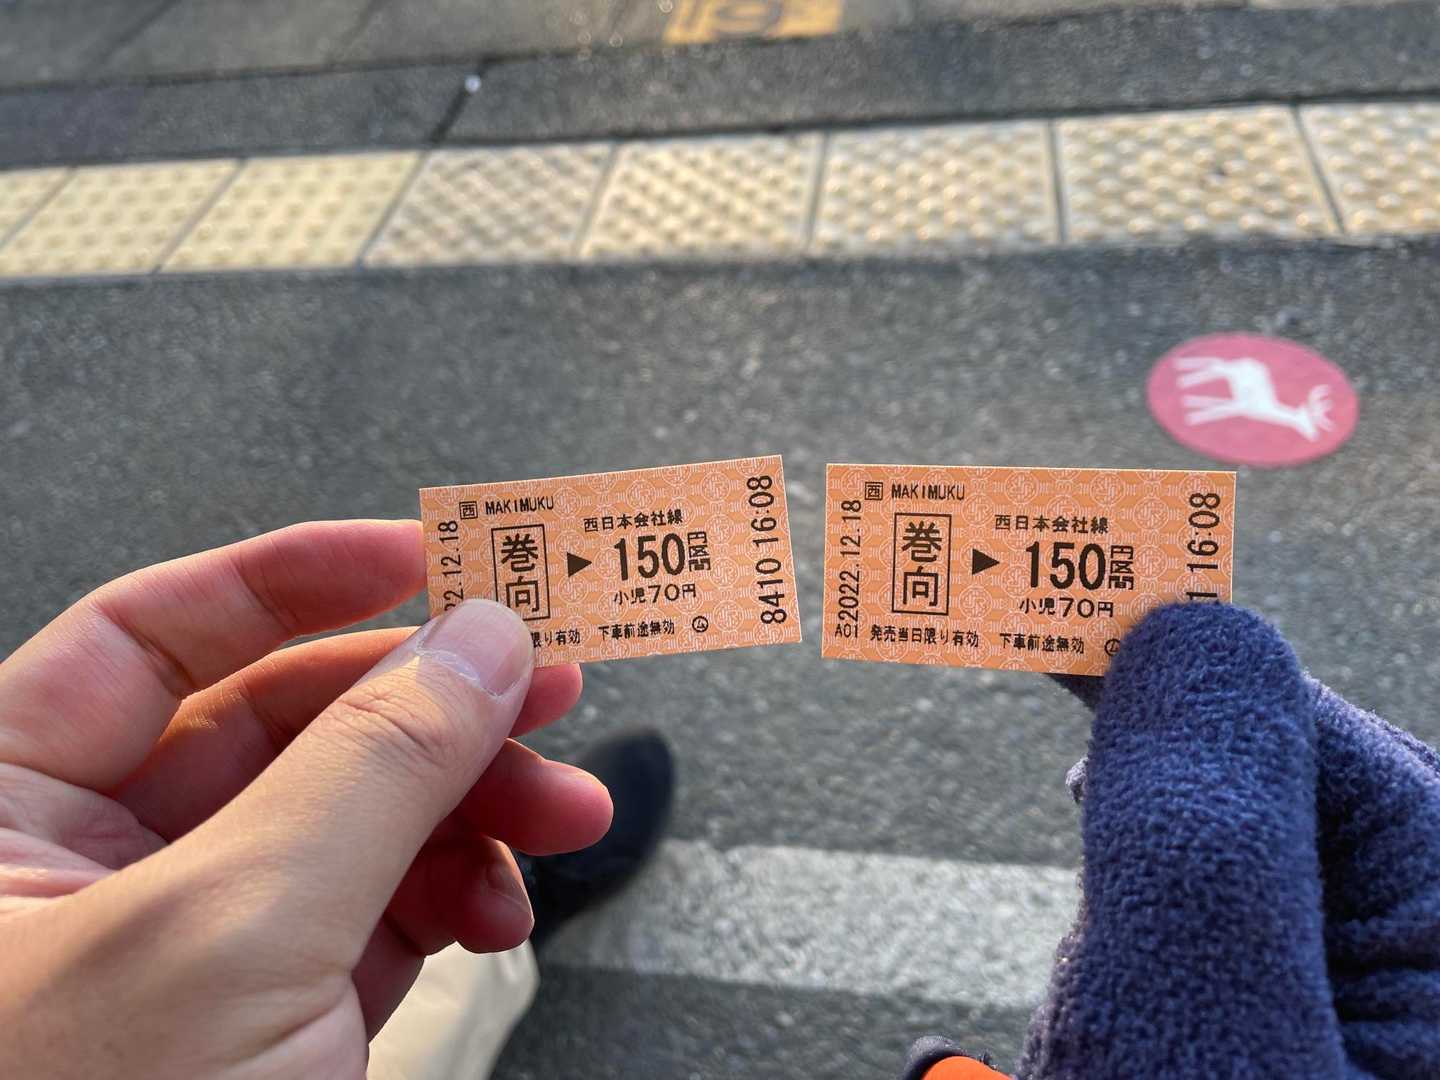 西 MAKIMUKU
22.12.18
巻向
▶
西日本会社線
150円区間
小児70円
限り有効 下車前途無効 ム
8410 16:08
西 MAKIMUKU
2022.12.18
巻向
▶
西日本会社線
150円区間
小児70円
A01 発売当日限り有効 下車前途無効 ム
1 16:08